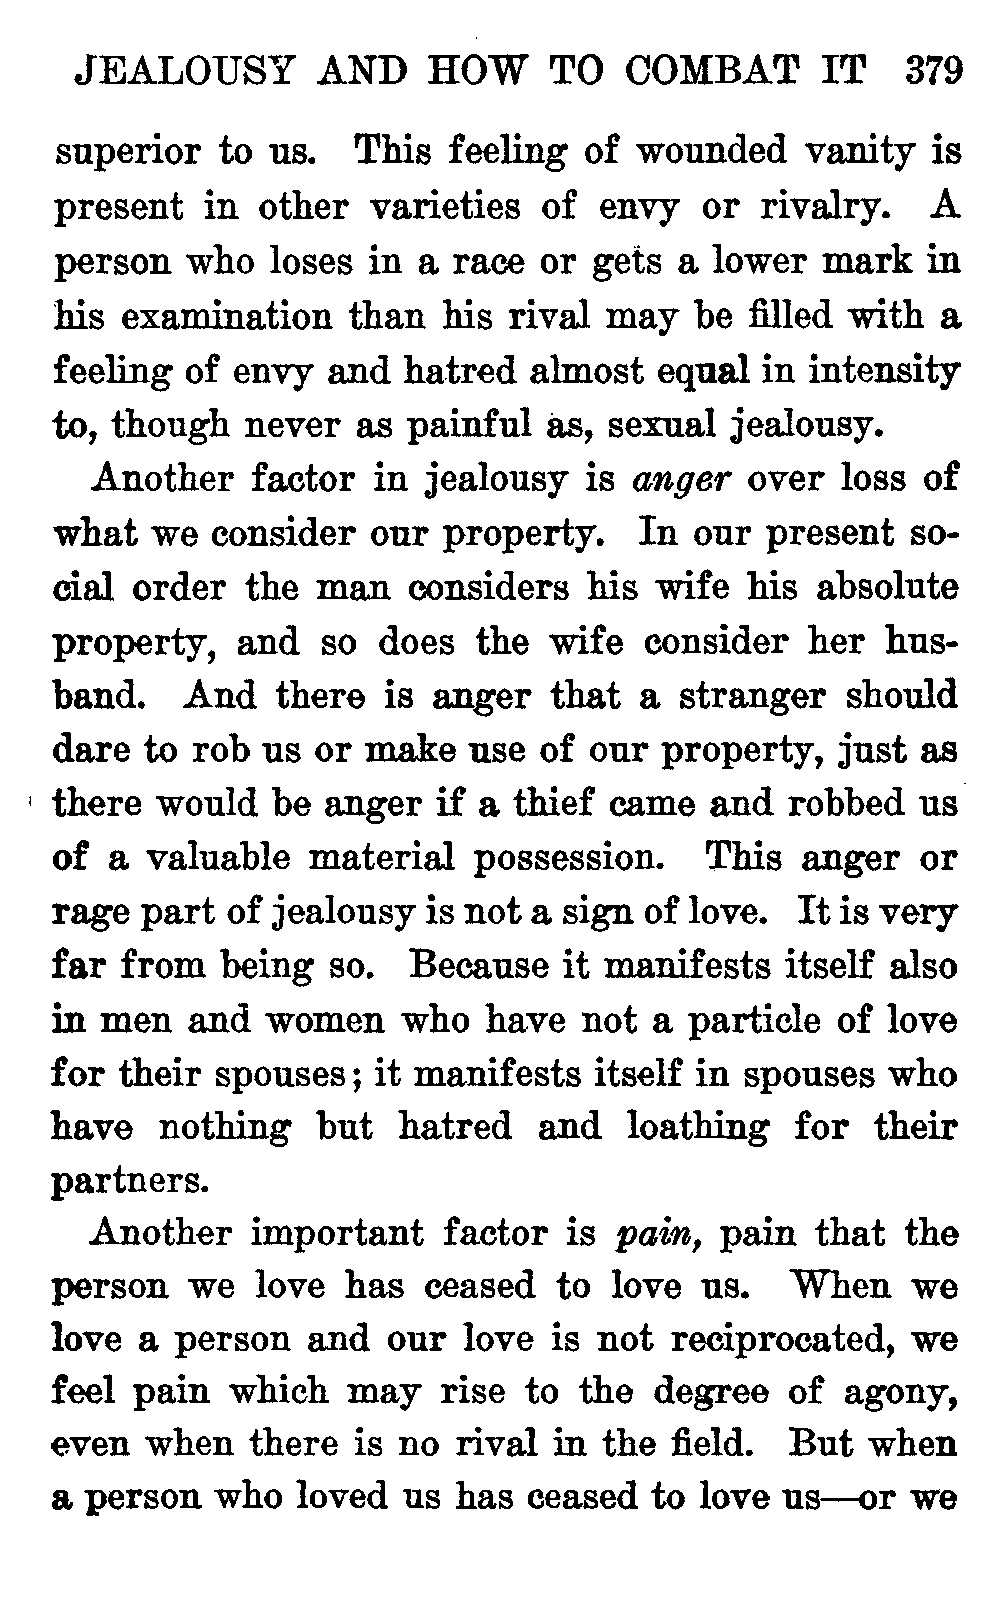 JEALOUSY AND HOW TO COMBAT IT 379
superior to us. This feeling of wounded vanity is
present in other varieties of envy or rivalry. A
person who loses in a race or gets a lower mark in
his examination than his rival may be filled with a
feeling of envy and hatred almost equal in intensity
to, though never as painful as, sexual jealousy.
Another factor in jealousy is anger over loss of
what we consider our property. In our present so-
cial order the man considers his wife his absolute
property, and so does the wife consider her hus-
band. And there is anger that a stranger should
dare to rob us or make use of our property, just as
there would be anger if a thief came and robbed us
of a valuable material possession. This anger or
rage part of jealousy is not a sign of love. It is very
far from being so. Because it manifests itself also
in men and women who have not a particle of love
for their spouses; it manifests itself in spouses who
have nothing but hatred and loathing for their
partners.
Another important factor is pain, pain that the
person we love has ceased to love us. When we
love a person and our love is not reciprocated, we
feel pain which may rise to the degree of agony,
even when there is no rival in the field. But when
a person who loved us has ceased to love us—or we